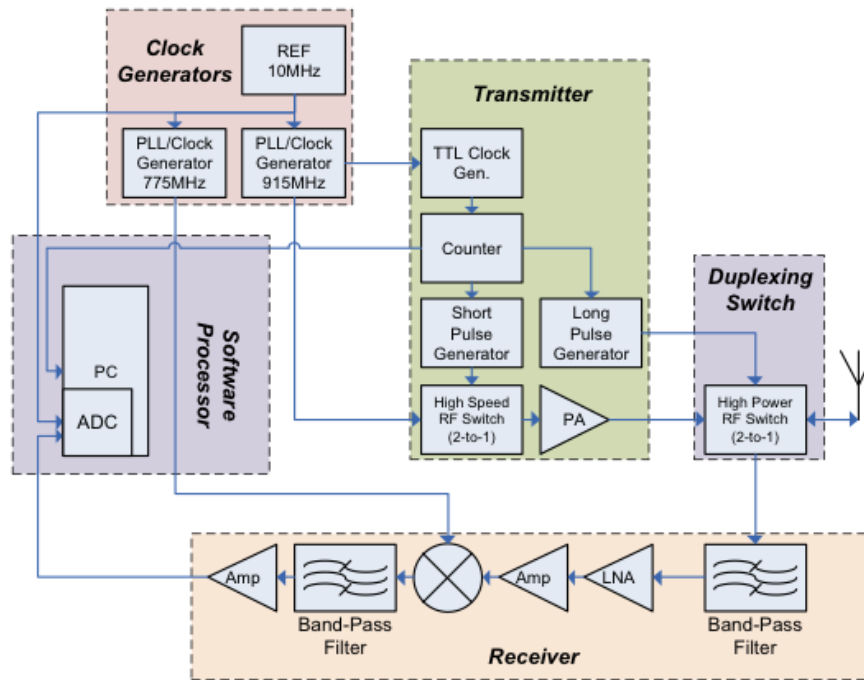 Clock
Generators
REF
10MHz
PLL/Clock
Generator
775MHz
PLL/Clock
Generator
915MHz
Transmitter
TTL Clock
Gen.
Counter
Short
Pulse
Generator
Long
Pulse
Generator
High Speed
RF Switch
(2-to-1)
PA
Duplexing
Switch
High Power
RF Switch
(2-to-1)
Software
Processor
PC
ADC
Amp
Band-Pass
Filter
Amp
LNA
Band-Pass
Filter
Receiver